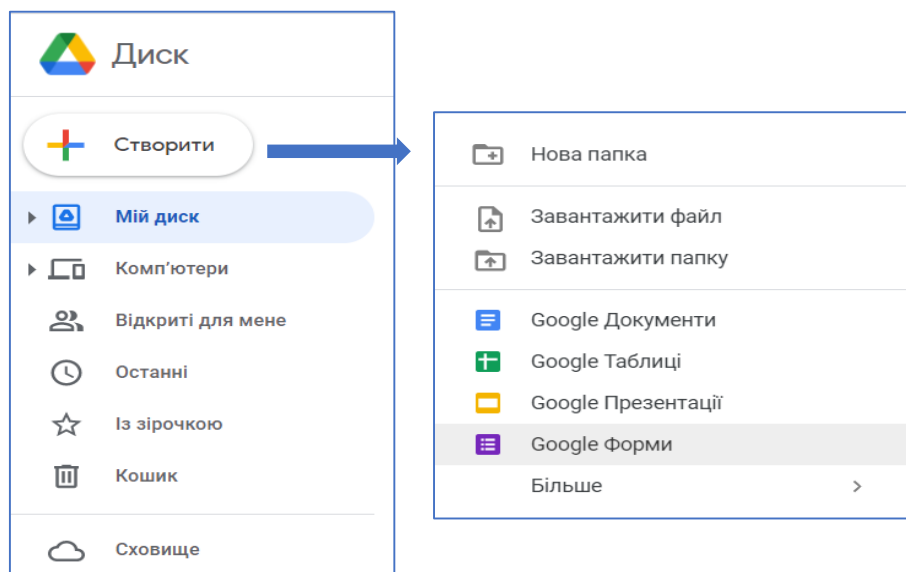 Диск
Створити
Мій диск
Комп'ютери
Відкриті для мене
Останні
Із зірочкою
Кошик
Сховище
Нова папка
Завантажити файл
Завантажити папку
Google Документи
Google Таблиці
Google Презентації
Google Форми
Більше